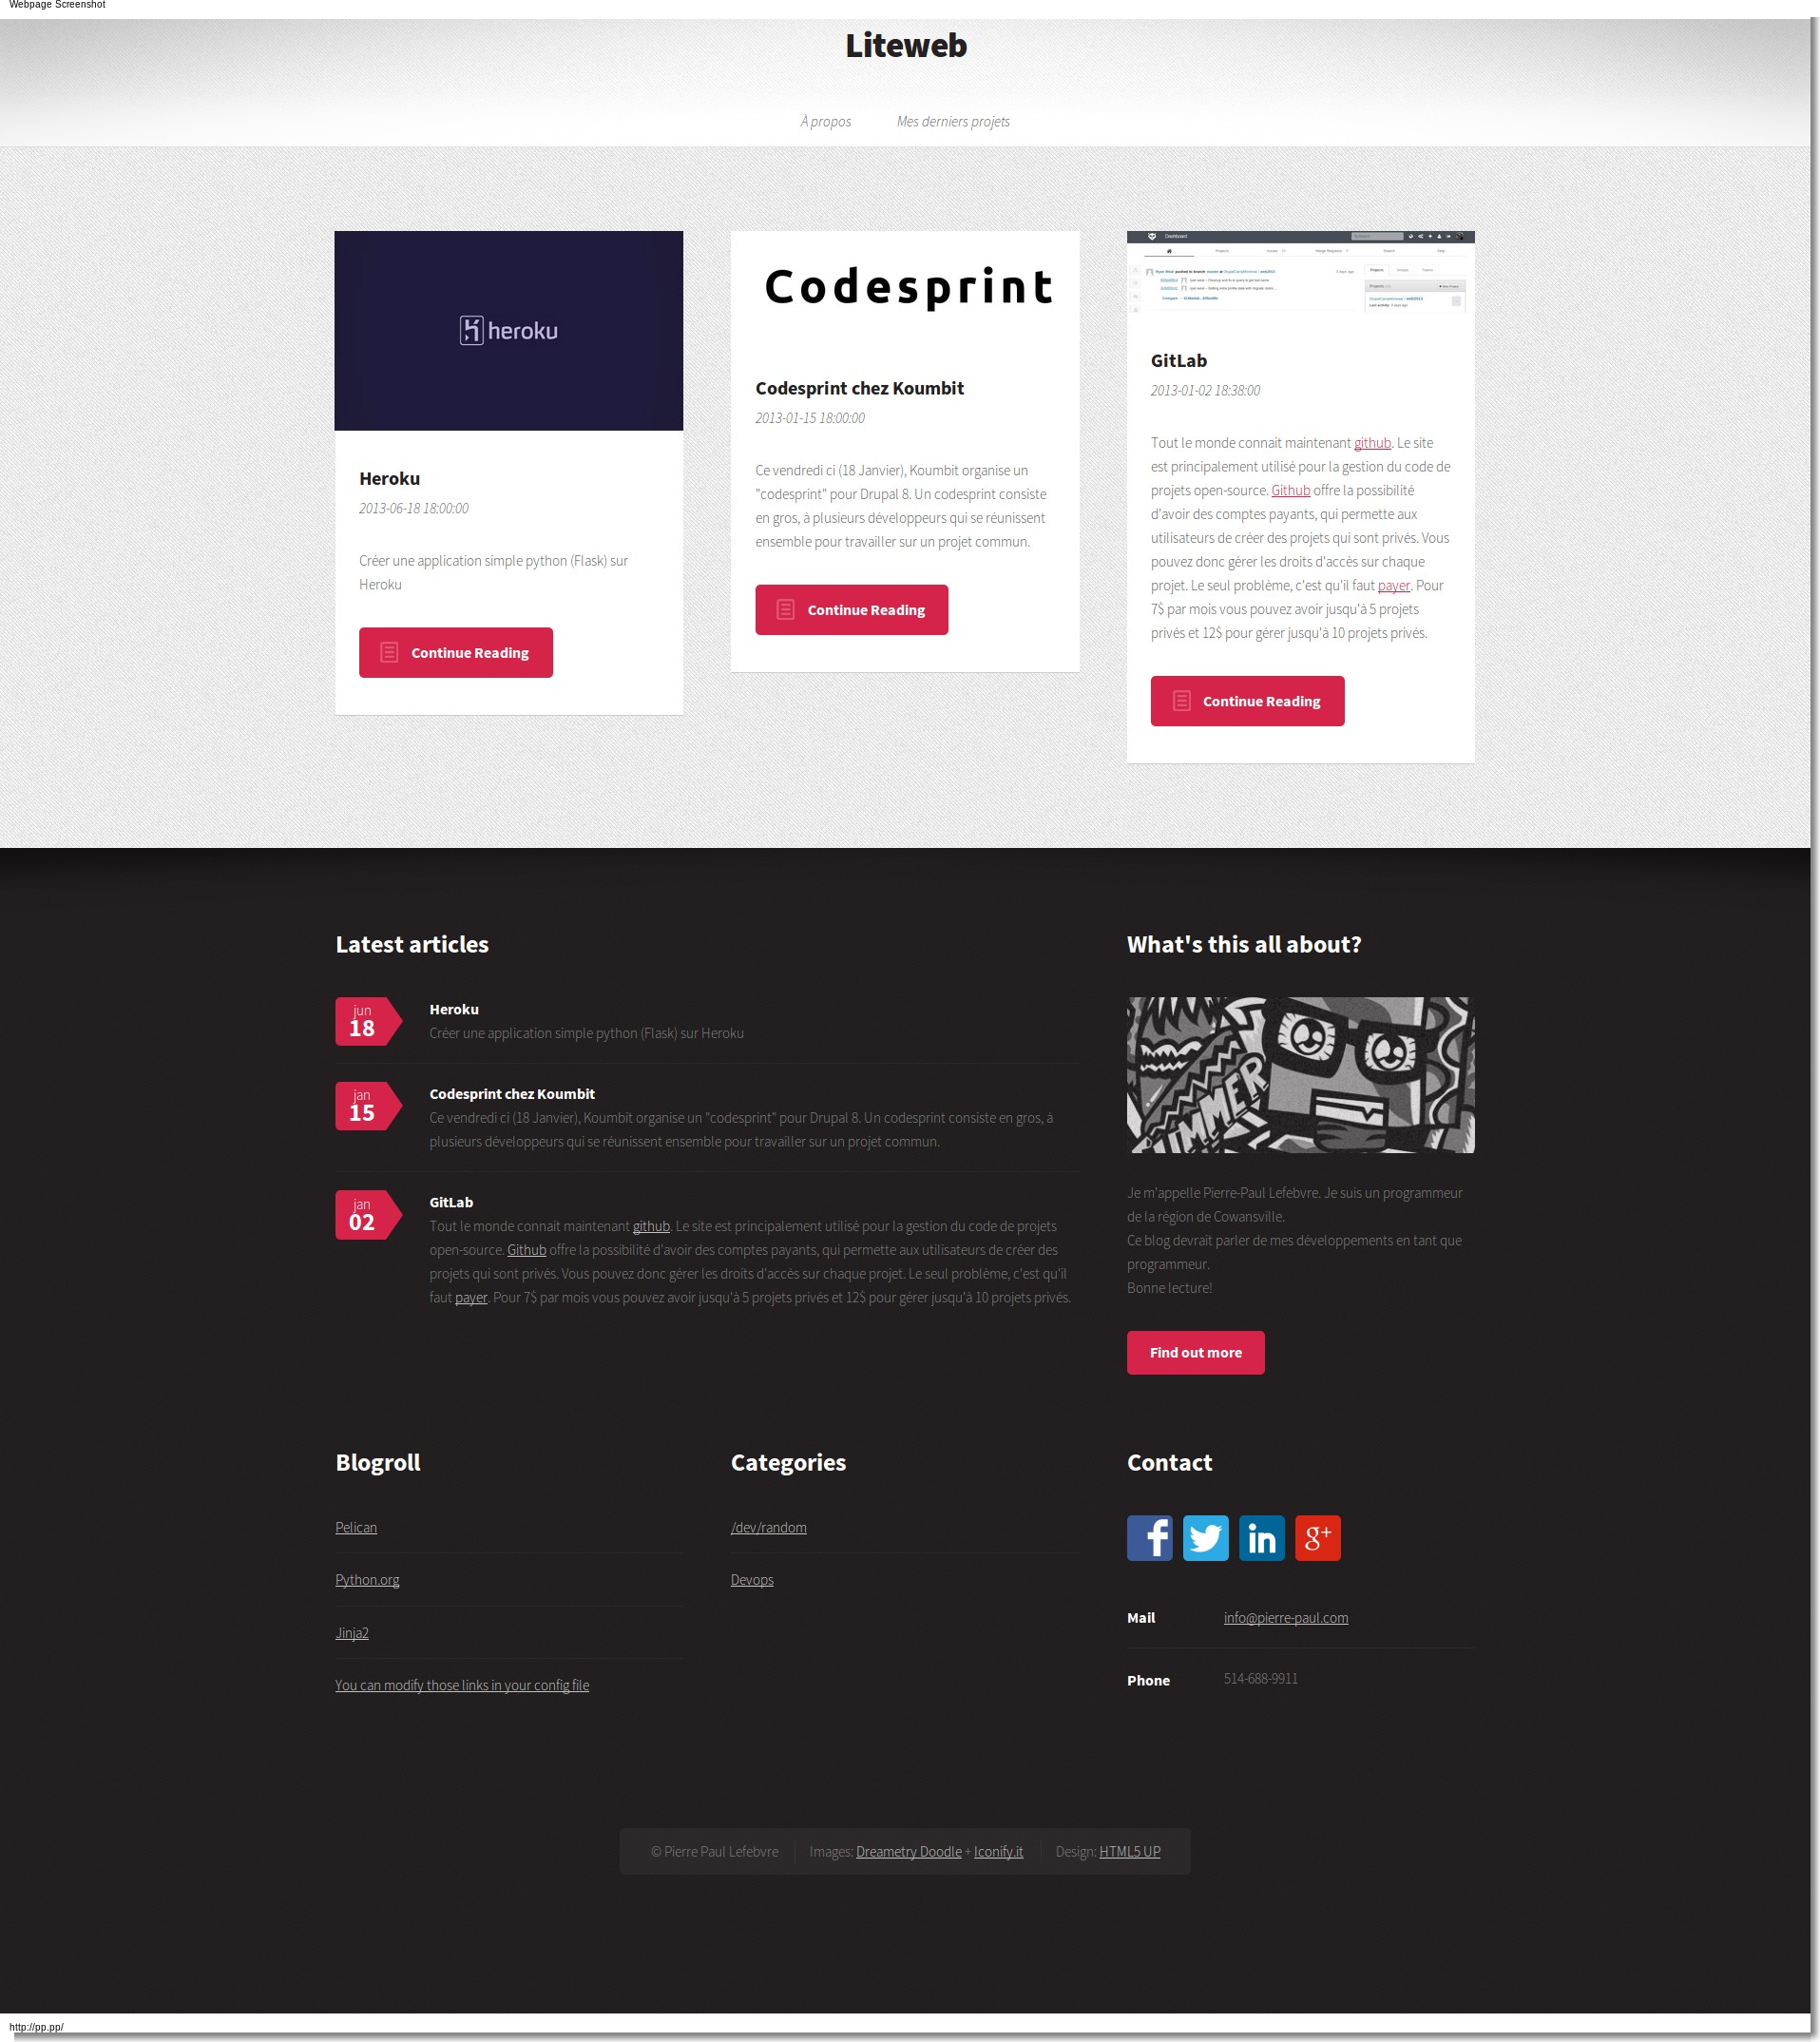 Webpage Screenshot
Liteweb
À propos
Mes derniers projets
heroku
Heroku
2013-06-18 18:00:00
Créer une application simple python (Flask) sur
Heroku
Continue Reading
Codesprint
Codesprint chez Koumbit
2013-01-15 18:00:00
Ce vendredi ci (18 Janvier), Koumbit organise un
"codesprint" pour Drupal 8. Un codesprint consiste
en gros, à plusieurs développeurs qui se réunissent
ensemble pour travailler sur un projet commun.
Continue Reading
Dashboard
Projects
Issues
Merge Requests
Search
Help
Projects
Groups
Teams
GitLab
2013-01-02 18:38:00
Tout le monde connait maintenant github. Le site
est principalement utilisé pour la gestion du code de
projets open-source. Github offre la possibilité
d'avoir des comptes payants, qui permette aux
utilisateurs de créer des projets qui sont privés. Vous
pouvez donc gérer les droits d'accès sur chaque
projet. Le seul problème, c'est qu'il faut payer. Pour
7$ par mois vous pouvez avoir jusqu'à 5 projets
privés et 12$ pour gérer jusqu'à 10 projets privés.
Continue Reading
Latest articles
jun
18
Heroku
Créer une application simple python (Flask) sur Heroku
jan
15
Codesprint chez Koumbit
Ce vendredi ci (18 Janvier), Koumbit organise un "codesprint" pour Drupal 8. Un codesprint consiste en gros, à
plusieurs développeurs qui se réunissent ensemble pour travailler sur un projet commun.
jan
02
GitLab
Tout le monde connait maintenant github. Le site est principalement utilisé pour la gestion du code de projets
open-source. Github offre la possibilité d'avoir des comptes payants, qui permette aux utilisateurs de créer des
projets qui sont privés. Vous pouvez donc gérer les droits d'accès sur chaque projet. Le seul problème, c'est qu'il
faut payer. Pour 7$ par mois vous pouvez avoir jusqu'à 5 projets privés et 12$ pour gérer jusqu'à 10 projets privés.
What's this all about?
Je m'appelle Pierre-Paul Lefebvre. Je suis un programmeur
de la région de Cowansville.
Ce blog devrait parler de mes développements en tant que
programmeur.
Bonne lecture!
Find out more
Blogroll
Pelican
Python.org
Jinja2
You can modify those links in your config file
Categories
/dev/random
Devops
Contact
Mail
info@pierre-paul.com
Phone
514-688-9911
© Pierre Paul Lefebvre
Images: Dreametry Doodle + Iconify.it
Design: HTML5 UP
http://pp.pp/